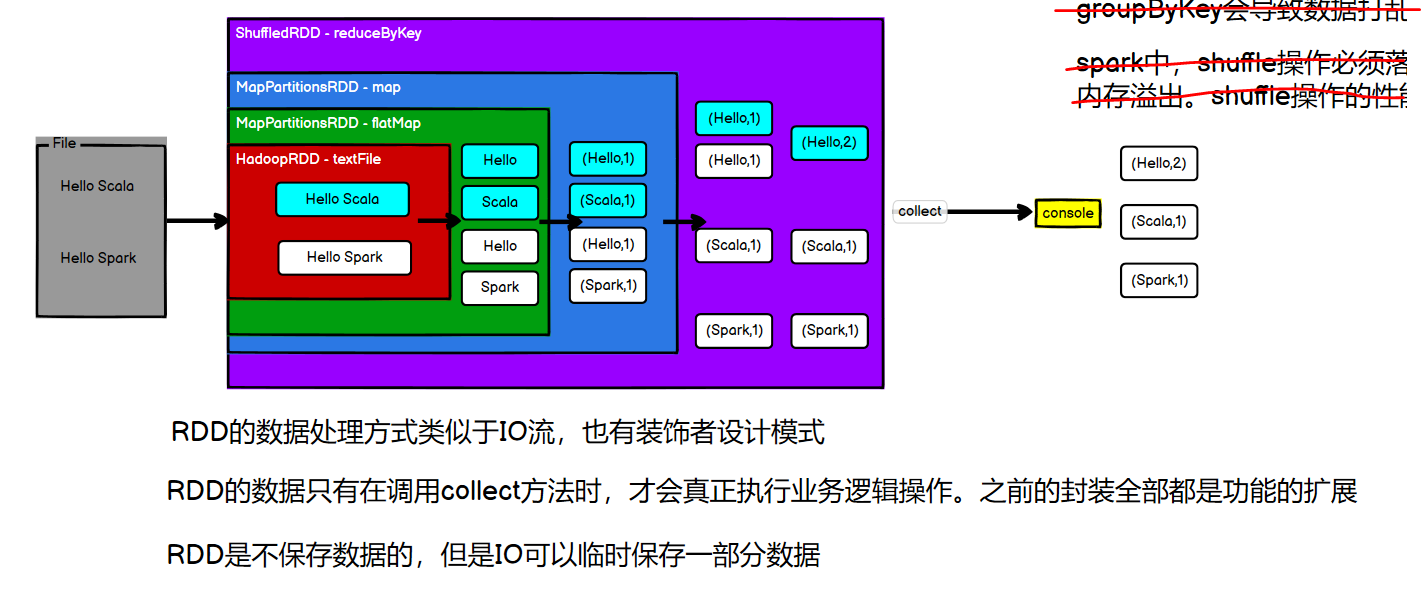 groupByKey会导致数据打乱
spark中，shuffle操作必须落
内存溢出。shuffle操作的性能
ShuffledRDD - reduceByKey
MapPartitionsRDD - map
MapPartitionsRDD - flatMap
HadoopRDD - textFile
File
Hello Scala
Hello Spark
Hello Scala
Hello Spark
Hello
Scala
Hello
Spark
(Hello,1)
(Scala,1)
(Hello,1)
(Spark,1)
(Hello,1)
(Hello,1)
(Scala,1)
(Spark,1)
(Hello,2)
(Scala,1)
(Spark,1)
collect
console
(Hello,2)
(Scala,1)
(Spark,1)
RDD的数据处理方式类似于IO流，也有装饰者设计模式
RDD的数据只有在调用collect方法时，才会真正执行业务逻辑操作。之前的封装全部都是功能的扩展
RDD是不保存数据的，但是IO可以临时保存一部分数据